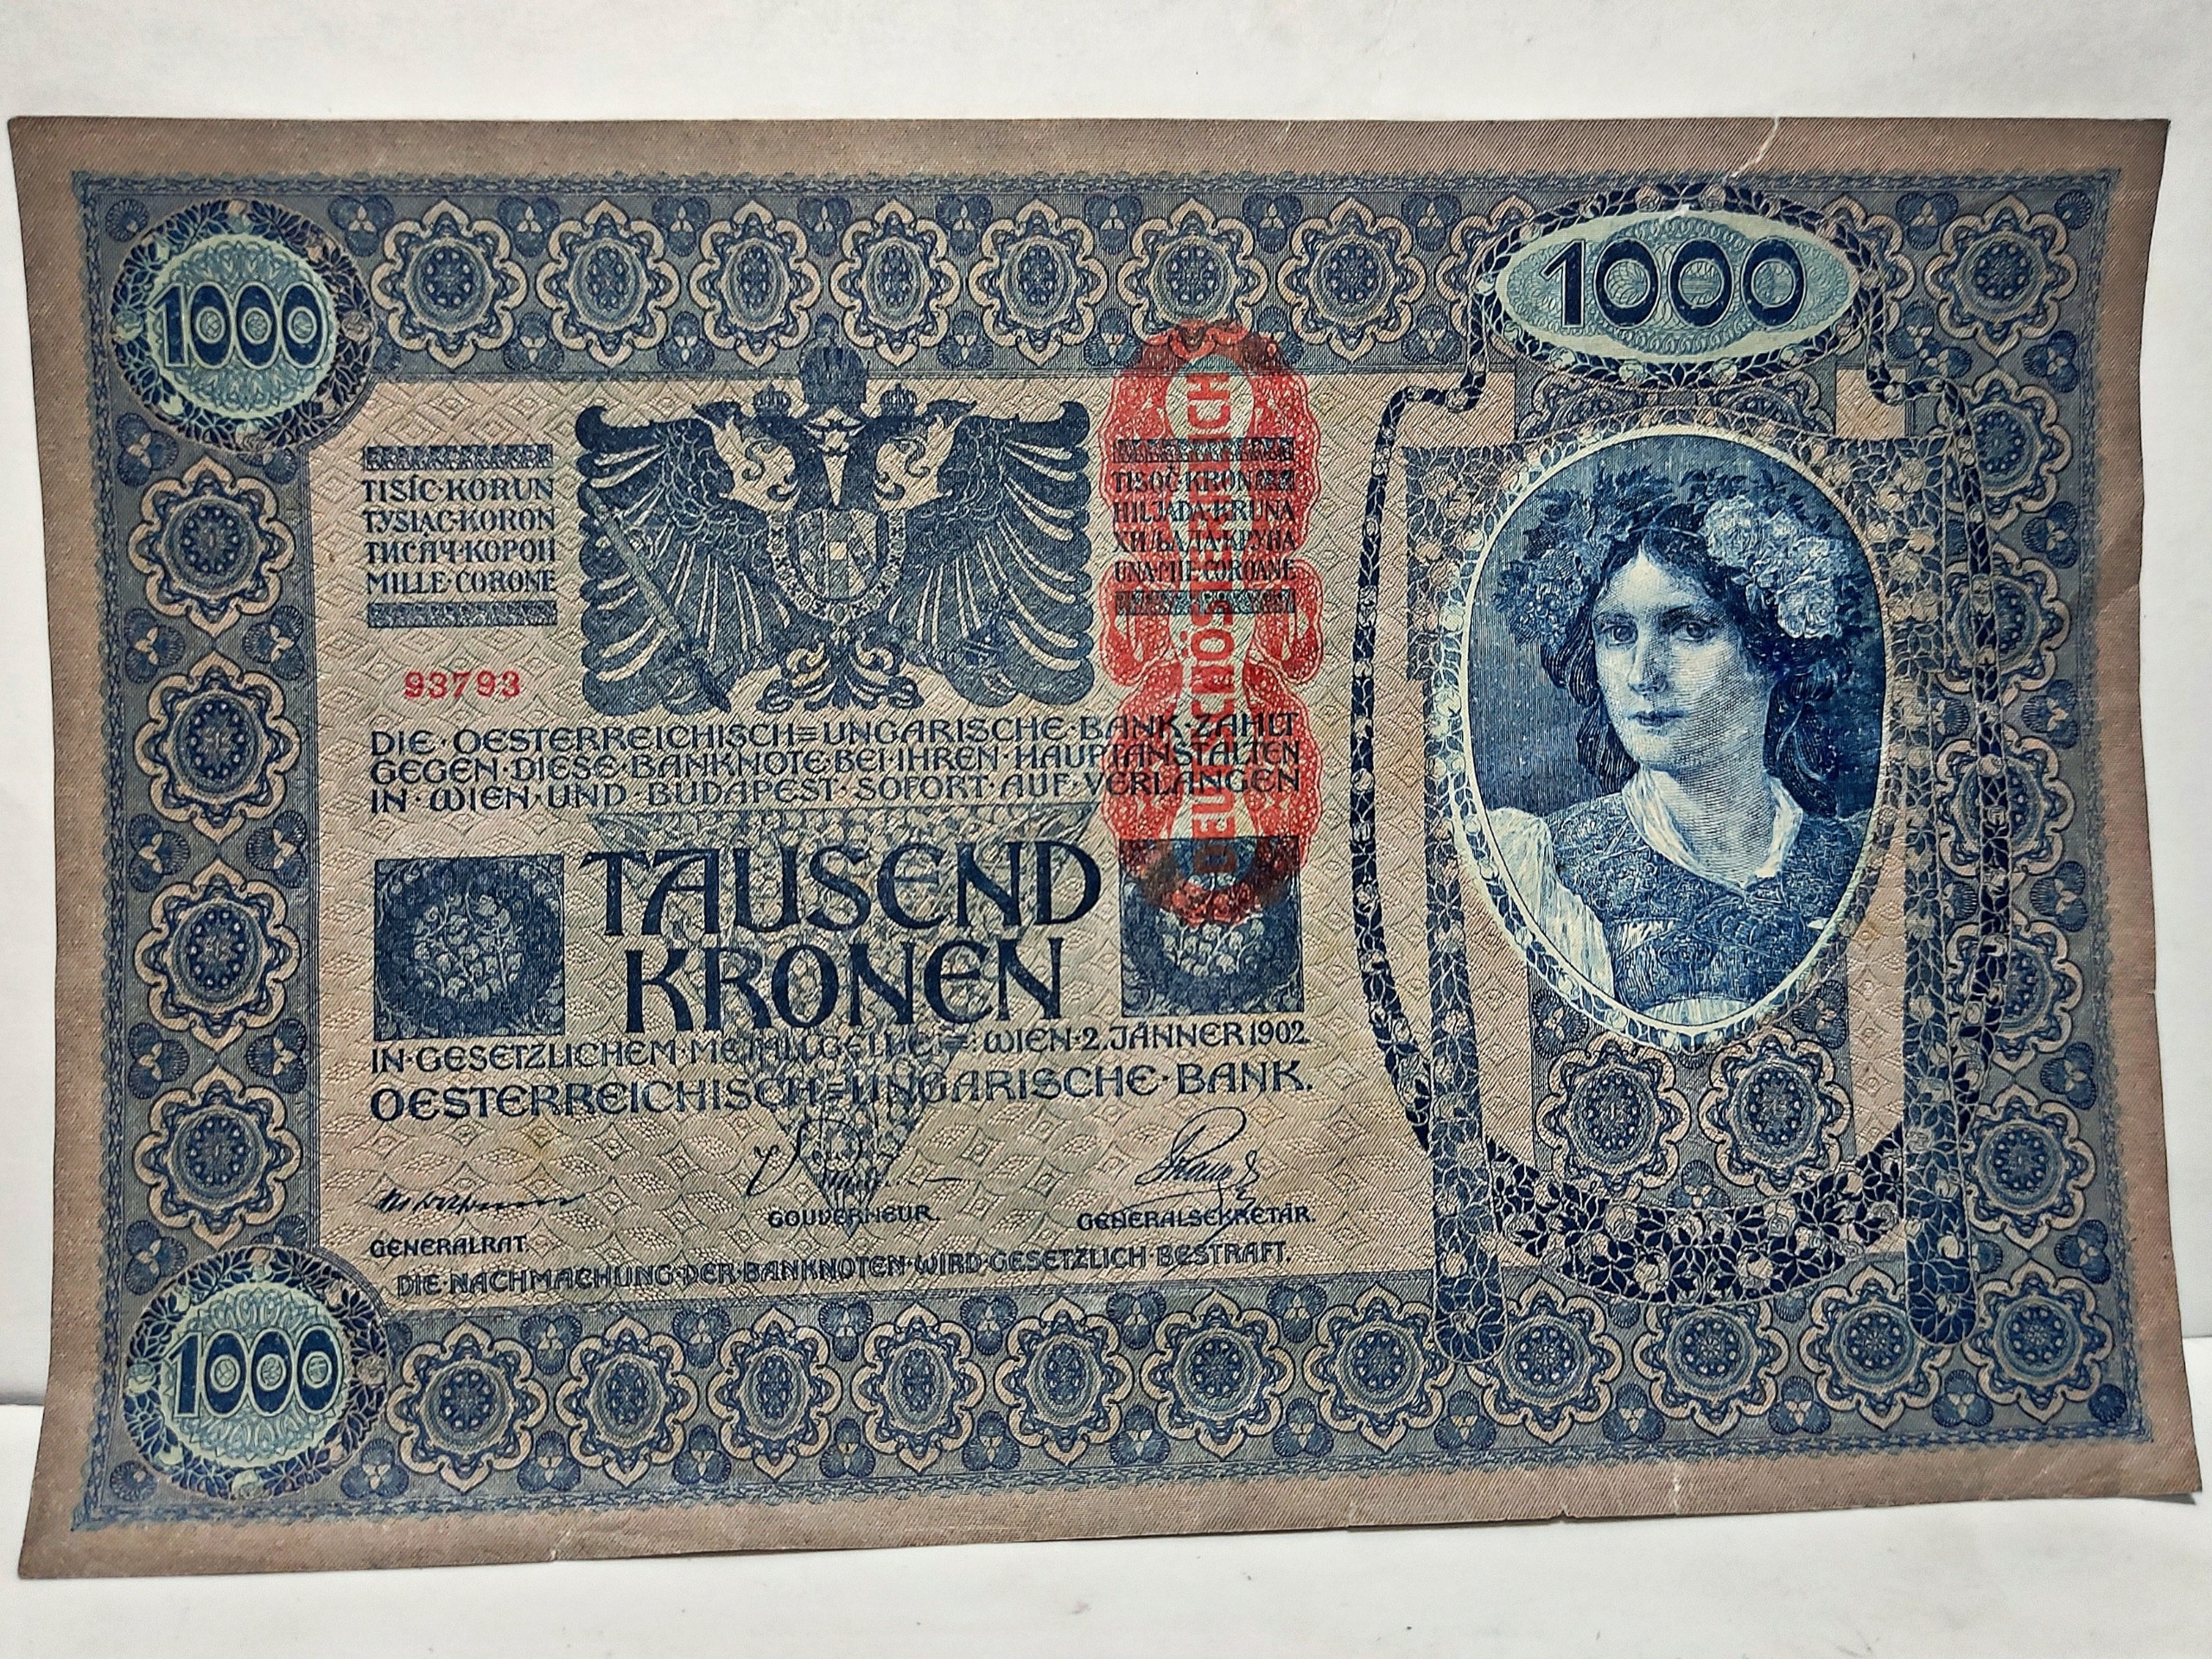 1000
1000
TISÍC·KORUN
TYSIĄC·KORON
ТИСЯЧ·КОРОН
MILLE·CORONE
TISOČ·KRON
HILJADA·KRUNA
ХИЉАДА·КРУНА
UNA·MIE·COROANE
DEUTSCHÖSTERREICH
93793
DIE·OESTERREICHISCH=UNGARISCHE·BANK·ZAHLT
GEGEN·DIESE·BANKNOTE·BEI·IHREN·HAUPTANSTALTEN
IN·WIEN·UND·BUDAPEST·SOFORT·AUF·VERLANGEN
TAUSEND
KRONEN
IN·GESETZLICHEM·METALLGELDE·=:WIEN·2.JÄNNER 1902
OESTERREICHISCH=UNGARISCHE·BANK.
GOUVERNEUR.
GENERALSEKRETÄR.
GENERALRAT.
DIE·NACHMACHUNG·DER·BANKNOTEN·WIRD·GESETZLICH·BESTRAFT.
1000